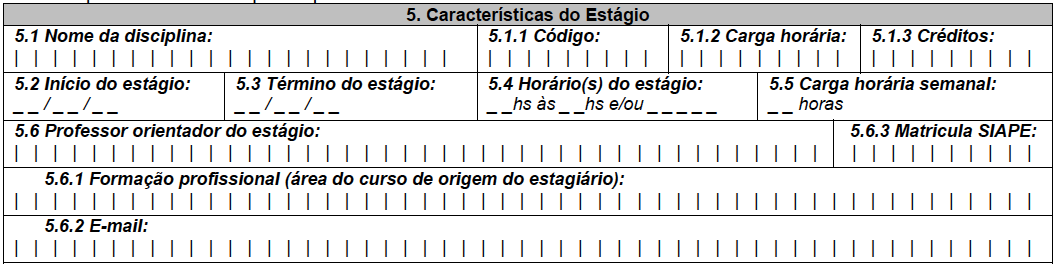 5. Características do Estágio
5.1 Nome da disciplina: 5.1.1 Código: 5.1.2 Carga horária: 5.1.3 Créditos:
| | | | | | | | | | | | | | | | | | | | | | | | | | | | | | | | | | | | | | | | | | | | | | | | | |
5.2 Início do estágio: 5.3 Término do estágio: 5.4 Horário(s) do estágio: 5.5 Carga horária semanal:
_ _ / _ _ / _ _ _ _ / _ _ / _ _ _ _hs às _ _hs e/ou _ _ _ _ _ _ _ horas
5.6 Professor orientador do estágio: 5.6.3 Matricula SIAPE:
| | | | | | | | | | | | | | | | | | | | | | | | | | | | | | | | | | | | | | | | | | | | | | | | | | | |
5.6.1 Formação profissional (área do curso de origem do estagiário):
| | | | | | | | | | | | | | | | | | | | | | | | | | | | | | | | | | | | | | | | | | | | | | | | | | | | |
5.6.2 E-mail:
| | | | | | | | | | | | | | | | | | | | | | | | | | | | | | | | | | | | | | | | | | | | | | | | | | | | |